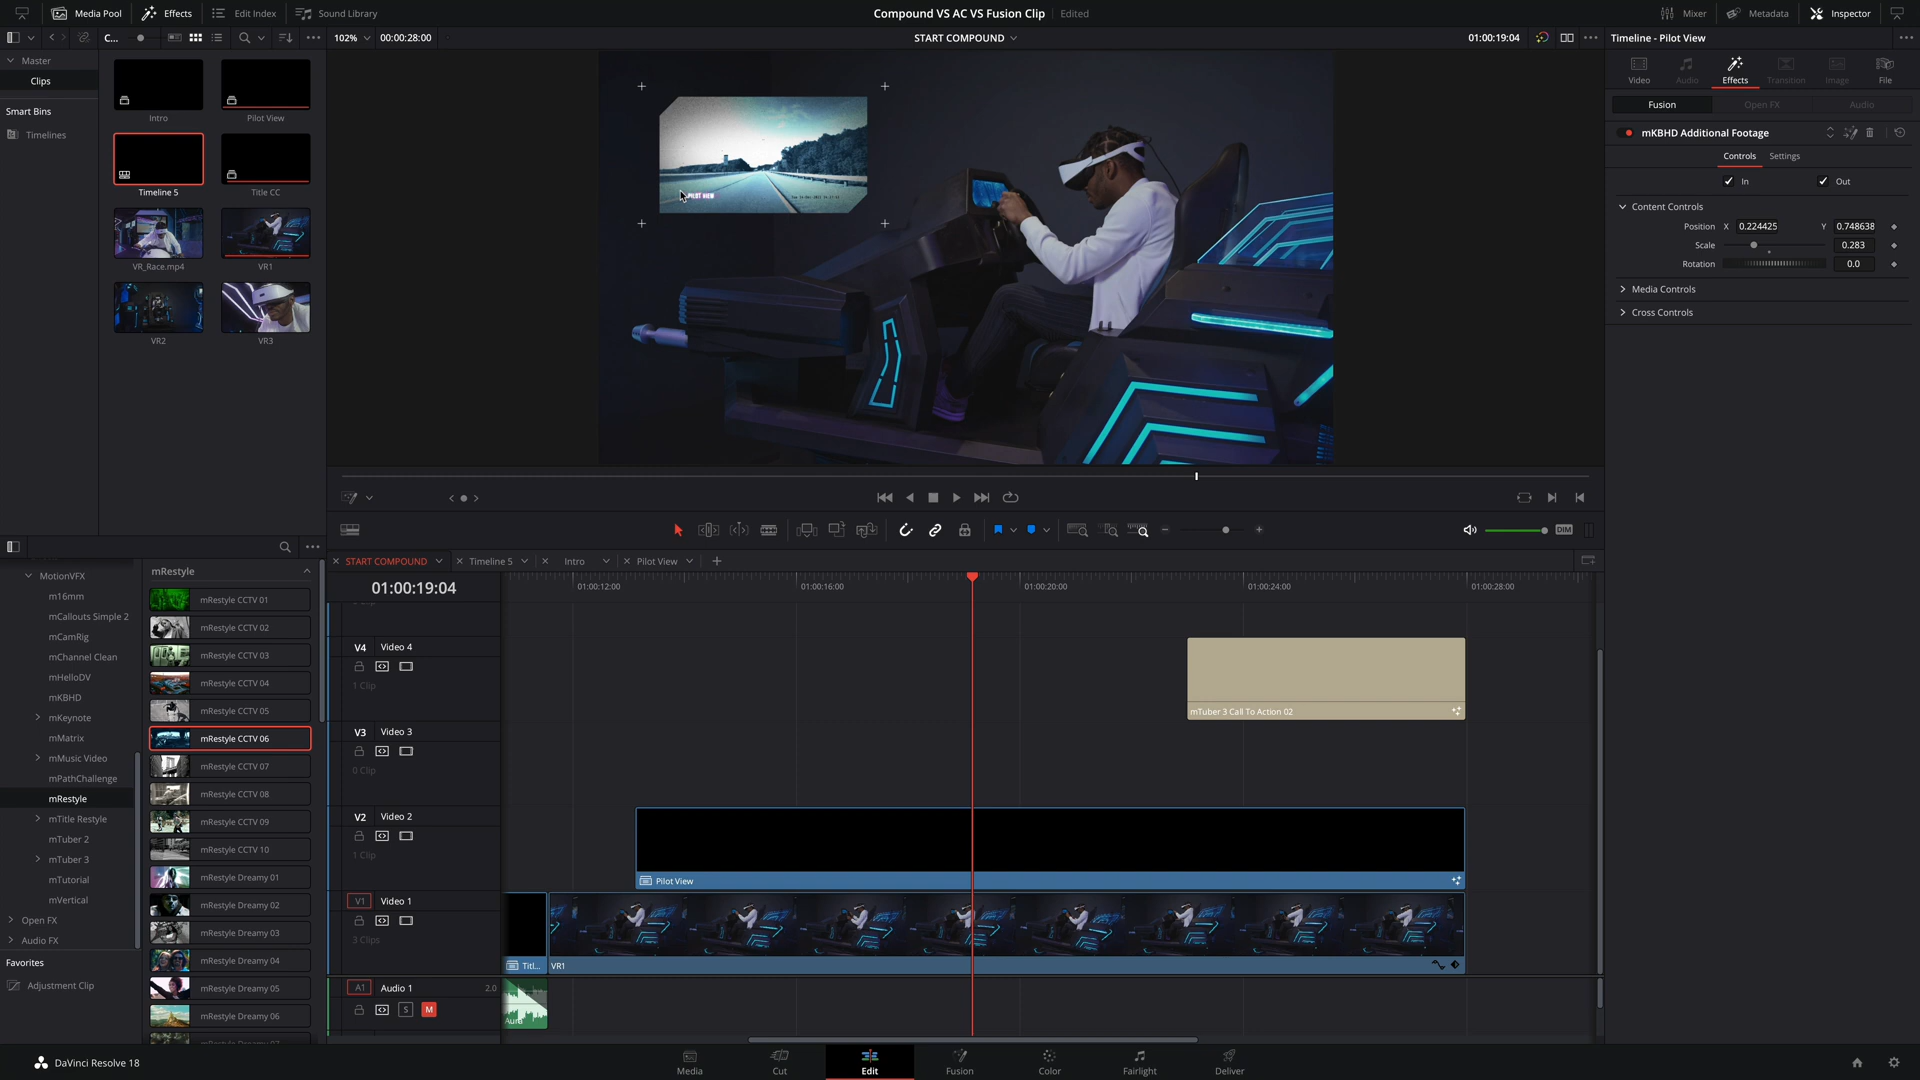 Media Pool
Effects
Edit Index
Sound Library
Compound VS AC VS Fusion Clip
Edited
Mixer
Metadata
Inspector
C...
102%
00:00:28:00
START COMPOUND
01:00:19:04
Timeline - Pilot View
Master
Clips
Smart Bins
Timelines
Intro
Pilot View
Timeline 5
Title CC
VR_Race.mp4
VR1
VR2
VR3
PILOT VIEW
Video
Audio
Effects
Transition
Image
File
Fusion
Open FX
Audio
mKBHD Additional Footage
Controls
Settings
In
Out
Content Controls
Position X 0.224425 Y 0.748638
Scale 0.283
Rotation 0.0
Media Controls
Cross Controls
DIM
START COMPOUND
Timeline 5
Intro
Pilot View
01:00:19:04
01:00:12:00
01:00:16:00
01:00:20:00
01:00:24:00
01:00:28:00
MotionVFX
m16mm
mCallouts Simple 2
mCamRig
mChannel Clean
mHelloDV
mKBHD
mKeynote
mMatrix
mMusic Video
mPathChallenge
mRestyle
mTitle Restyle
mTuber 2
mTuber 3
mTutorial
mVertical
Open FX
Audio FX
Favorites
Adjustment Clip
mRestyle
mRestyle CCTV 01
mRestyle CCTV 02
mRestyle CCTV 03
mRestyle CCTV 04
mRestyle CCTV 05
mRestyle CCTV 06
mRestyle CCTV 07
mRestyle CCTV 08
mRestyle CCTV 09
mRestyle CCTV 10
mRestyle Dreamy 01
mRestyle Dreamy 02
mRestyle Dreamy 03
mRestyle Dreamy 04
mRestyle Dreamy 05
mRestyle Dreamy 06
V4 Video 4
1 Clip
mTuber 3 Call To Action 02
V3 Video 3
0 Clip
V2 Video 2
1 Clip
Pilot View
V1 Video 1
3 Clips
Titl...
VR1
A1 Audio 1 2.0
S
M
Aura
DaVinci Resolve 18
Media
Cut
Edit
Fusion
Color
Fairlight
Deliver